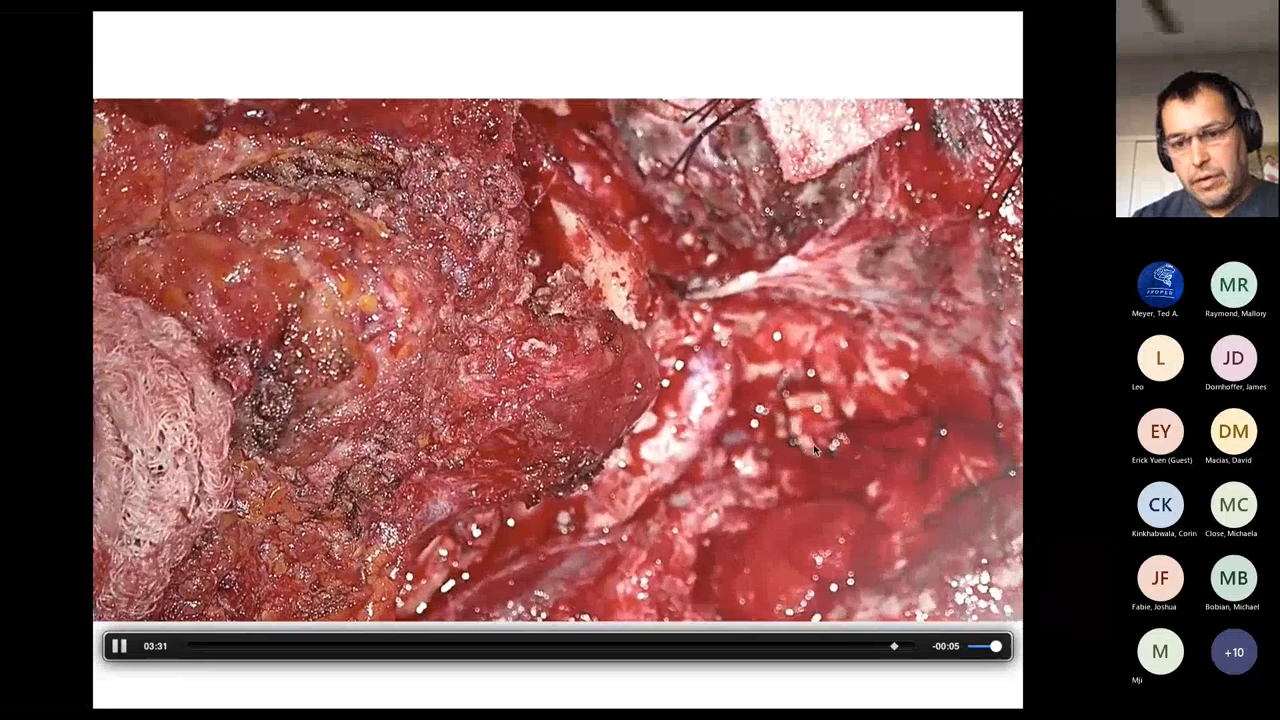 03:31
-00:05
Meyer, Ted A.
MR
Raymond, Mallory
L
Leo
JD
Dornhoffer, James
EY
Erick Yuen (Guest)
DM
Macias, David
CK
Kinkhabwala, Corin
MC
Close, Michaela
JF
Fabie, Joshua
MB
Bobian, Michael
M
Mji
+10